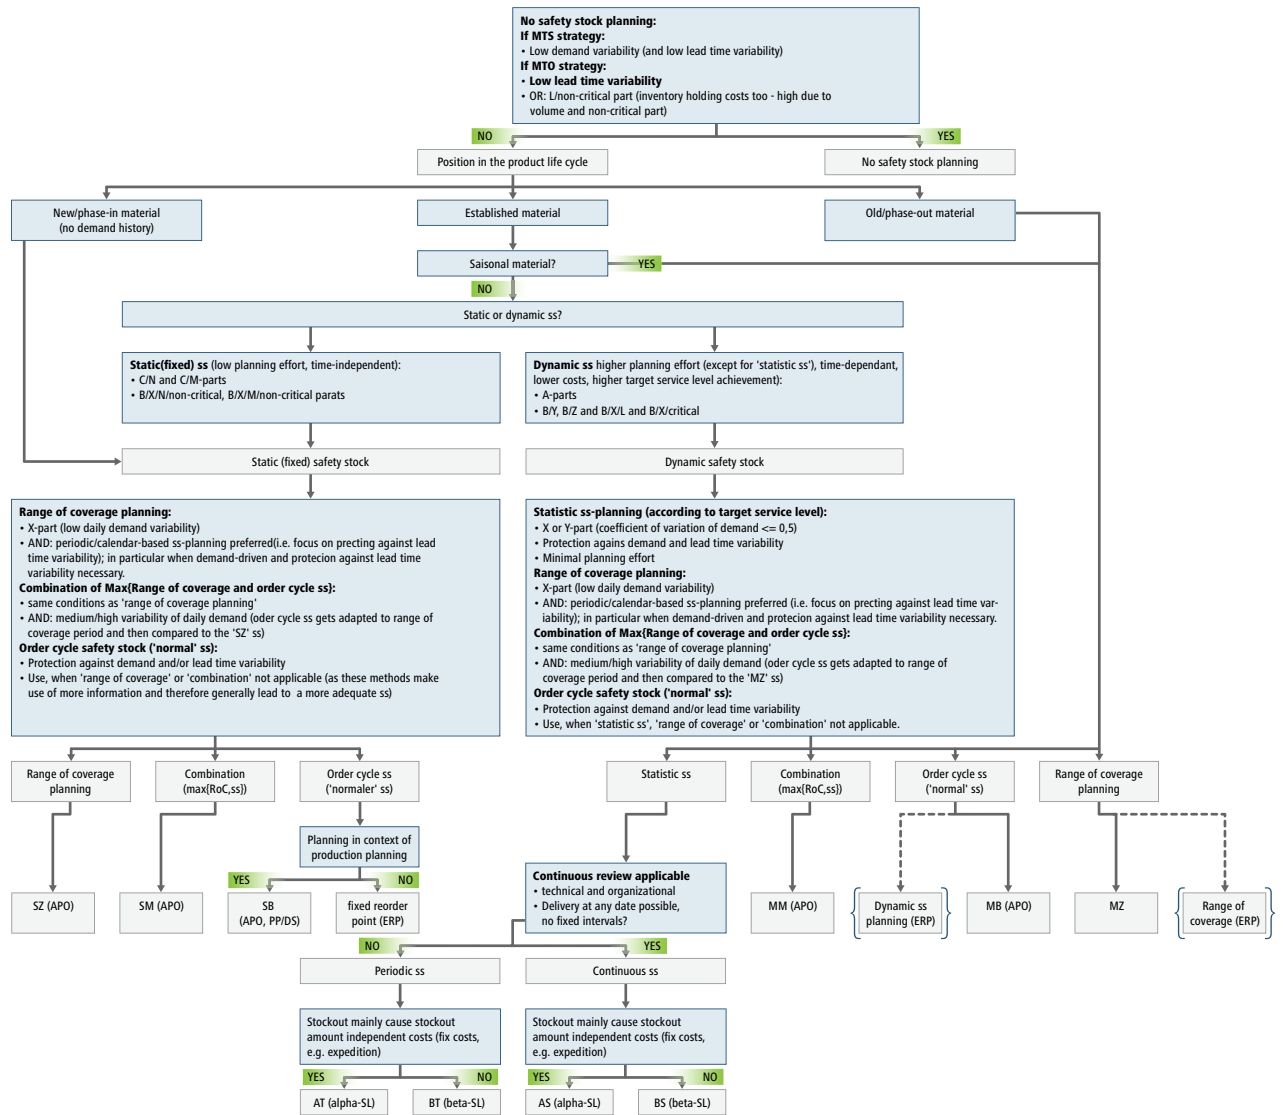 No safety stock planning:
If MTS strategy:
• Low demand variability (and low lead time variability)
If MTO strategy:
• Low lead time variability
• OR: L/non-critical part (inventory holding costs too - high due to
volume and non-critical part)
NO
YES
Position in the product life cycle
No safety stock planning
New/phase-in material
(no demand history)
Established material
Old/phase-out material
Saisonal material?
YES
NO
Static or dynamic ss?
Static(fixed) ss (low planning effort, time-independent):
• C/N and C/M-parts
• B/X/N/non-critical, B/X/M/non-critical parats
Dynamic ss higher planning effort (except for 'statistic ss'), time-dependant,
lower costs, higher target service level achievement):
• A-parts
• B/Y, B/Z and B/X/L and B/X/critical
Static (fixed) safety stock
Dynamic safety stock
Range of coverage planning:
• X-part (low daily demand variability)
• AND: periodic/calendar-based ss-planning preferred(i.e. focus on precting against lead
time variability); in particular when demand-driven and protecion against lead time
variability necessary.
Combination of Max{Range of coverage and order cycle ss}:
• same conditions as 'range of coverage planning'
• AND: medium/high variability of daily demand (oder cycle ss gets adapted to range of
coverage period and then compared to the 'SZ' ss)
Order cycle safety stock ('normal' ss):
• Protection against demand and/or lead time variability
• Use, when 'range of coverage' or 'combination' not applicable (as these methods make
use of more information and therefore generally lead to a more adequate ss)
Statistic ss-planning (according to target service level):
• X or Y-part (coefficient of variation of demand <= 0,5)
• Protection agains demand and lead time variability
• Minimal planning effort
Range of coverage planning:
• X-part (low daily demand variability)
• AND: periodic/calendar-based ss-planning preferred (i.e. focus on precting against lead time var-
iability); in particular when demand-driven and protecion against lead time variability necessary.
Combination of Max{Range of coverage and order cycle ss}:
• same conditions as 'range of coverage planning'
• AND: medium/high variability of daily demand (oder cycle ss gets adapted to range of
coverage period and then compared to the 'MZ' ss)
Order cycle safety stock ('normal' ss):
• Protection against demand and/or lead time variability
• Use, when 'statistic ss', 'range of coverage' or 'combination' not applicable.
Range of coverage
planning
Combination
(max{RoC,ss})
Order cycle ss
('normaler' ss)
Statistic ss
Combination
(max{RoC,ss})
Order cycle ss
('normal' ss)
Range of coverage
planning
Planning in context of
production planning
YES
NO
Continuous review applicable
• technical and organizational
• Delivery at any date possible,
no fixed intervals?
SZ (APO)
SM (APO)
SB
(APO, PP/DS)
fixed reorder
point (ERP)
MM (APO)
Dynamic ss
planning (ERP)
MB (APO)
MZ
Range of
coverage (ERP)
NO
YES
Periodic ss
Continuous ss
Stockout mainly cause stockout
amount independent costs (fix costs,
e.g. expedition)
Stockout mainly cause stockout
amount independent costs (fix costs,
e.g. expedition)
YES
NO
YES
NO
AT (alpha-SL)
BT (beta-SL)
AS (alpha-SL)
BS (beta-SL)